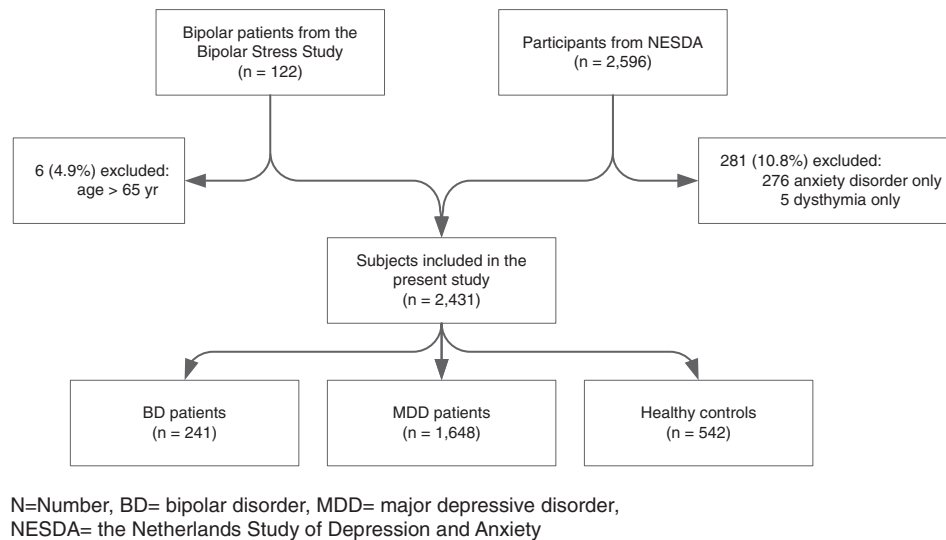 Bipolar patients from the
Bipolar Stress Study
(n = 122)
Participants from NESDA
(n = 2,596)
6 (4.9%) excluded:
age > 65 yr
281 (10.8%) excluded:
276 anxiety disorder only
5 dysthymia only
Subjects included in the
present study
(n = 2,431)
BD patients
(n = 241)
MDD patients
(n = 1,648)
Healthy controls
(n = 542)
N=Number, BD= bipolar disorder, MDD= major depressive disorder,
NESDA= the Netherlands Study of Depression and Anxiety